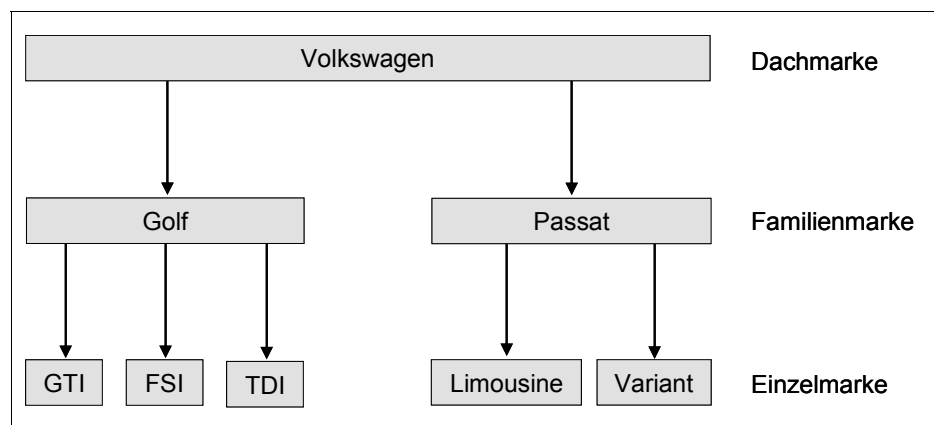 Volkswagen Dachmarke
Golf Passat Familienmarke
GTI FSI TDI Limousine Variant Einzelmarke